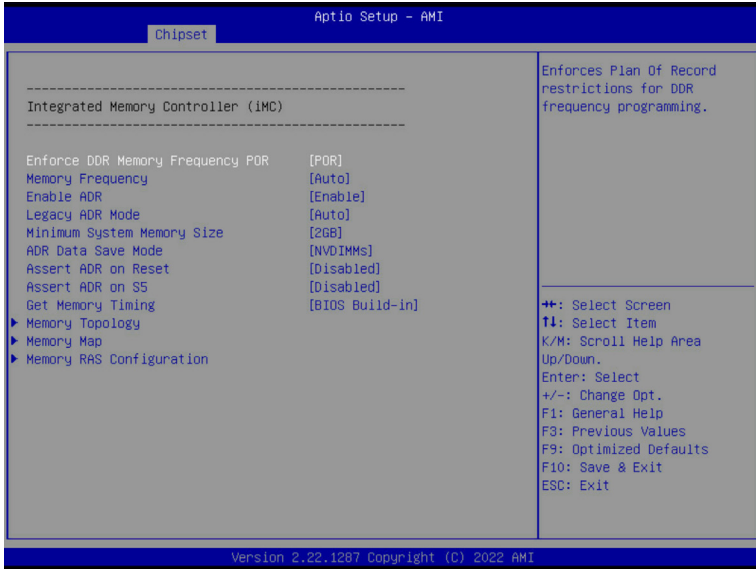 Aptio Setup – AMI
Chipset
------------------------------------------------
Integrated Memory Controller (iMC)
------------------------------------------------
Enforce DDR Memory Frequency POR [POR]
Memory Frequency [Auto]
Enable ADR [Enable]
Legacy ADR Mode [Auto]
Minimum System Memory Size [2GB]
ADR Data Save Mode [NVDIMMs]
Assert ADR on Reset [Disabled]
Assert ADR on S5 [Disabled]
Get Memory Timing [BIOS Build-in]
Memory Topology
Memory Map
Memory RAS Configuration
Enforces Plan Of Record
restrictions for DDR
frequency programming.
→←: Select Screen
↑↓: Select Item
K/M: Scroll Help Area
Up/Down.
Enter: Select
+/-: Change Opt.
F1: General Help
F3: Previous Values
F9: Optimized Defaults
F10: Save & Exit
ESC: Exit
Version 2.22.1287 Copyright (C) 2022 AMI